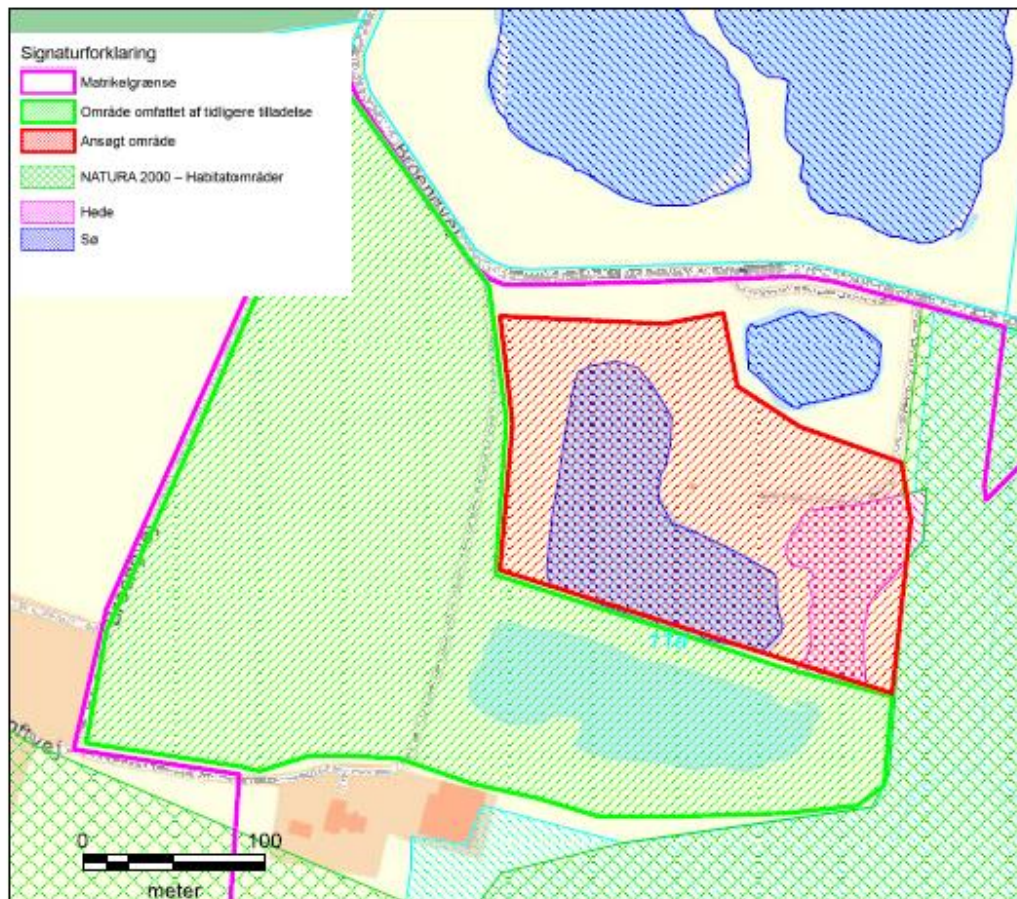 Signaturforklaring
Matrikelgrænse
Område omfattet af tidligere tilladelse
Ansøgt område
NATURA 2000 – Habitatområder
Hede
Sø
0 100
meter